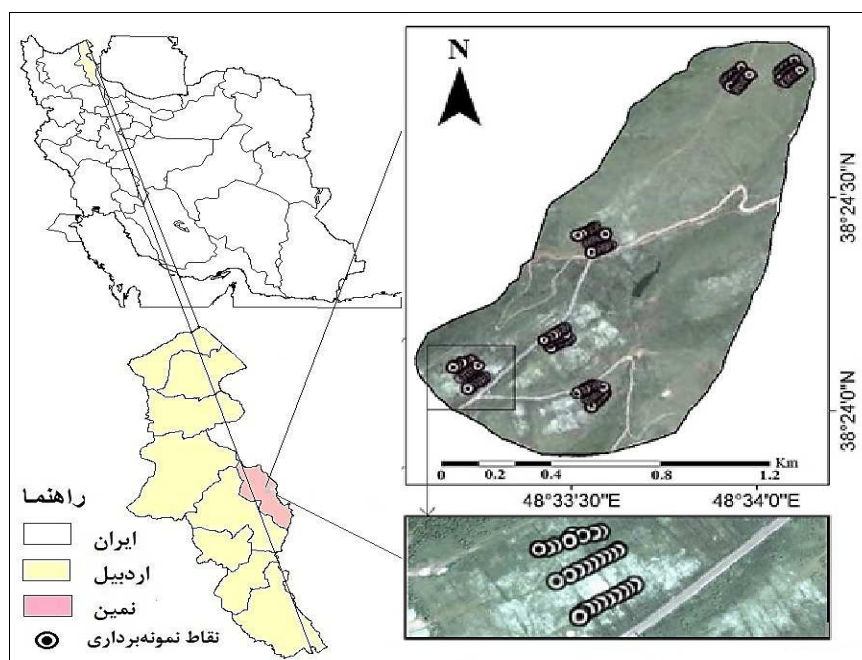 N
38°24'30"N
38°24'0"N
Km
0 0.2 0.4 0.8 1.2
48°33'30"E 48°34'0"E
راهنما
ایران
اردبیل
نمین
نقاط نمونه‌برداری